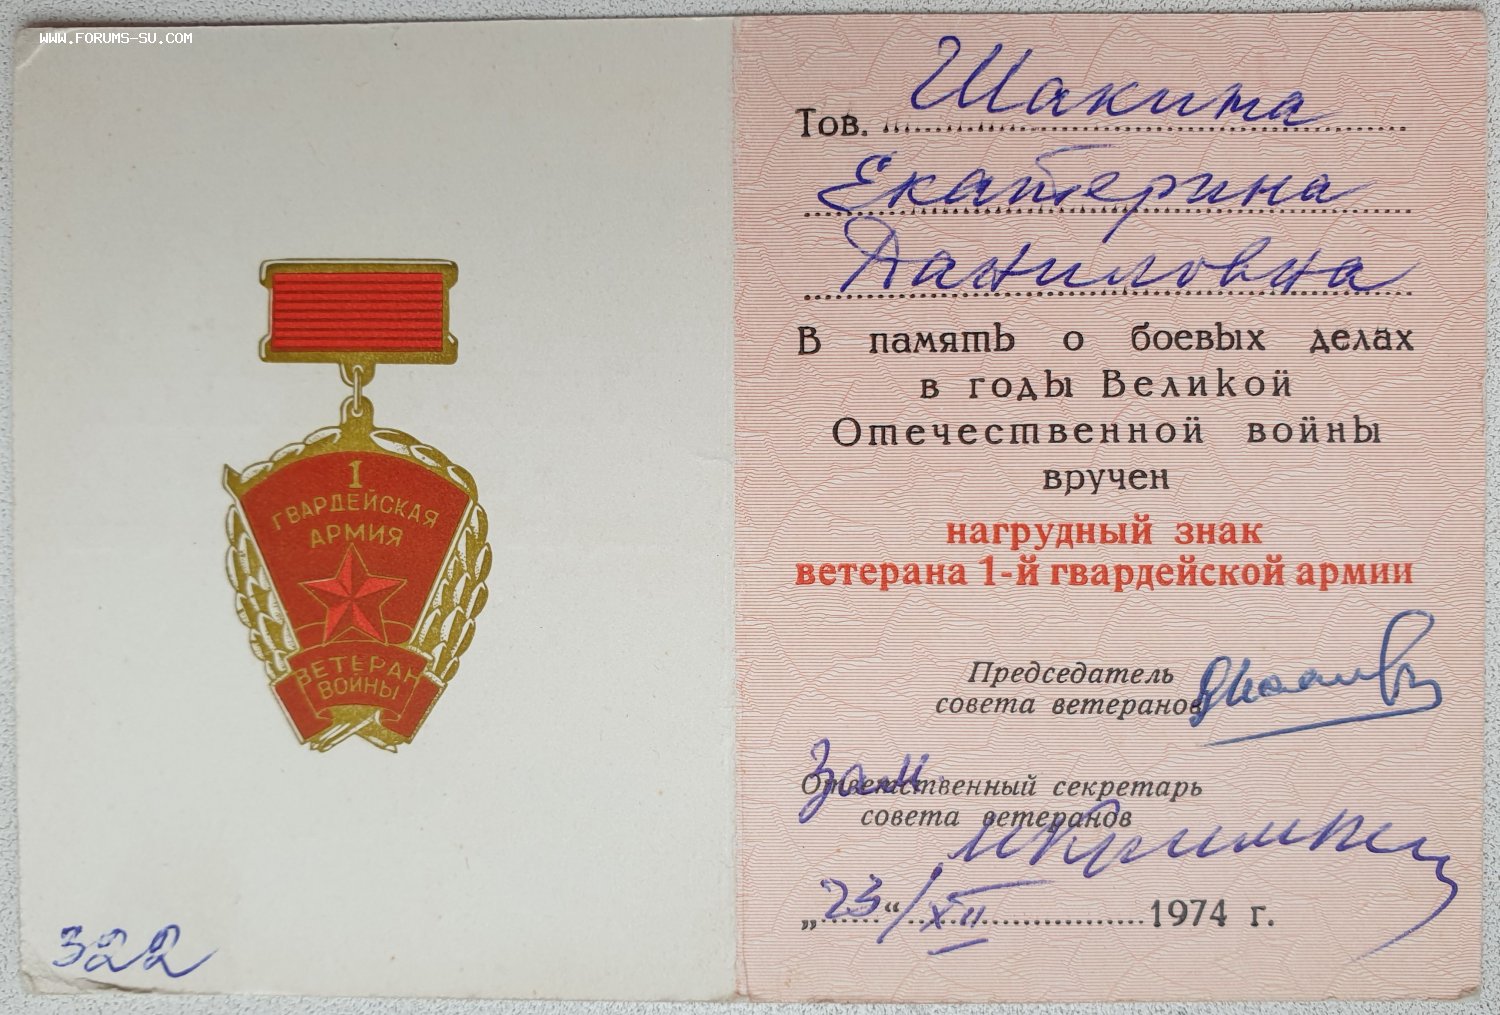 WWW.FORUMS-SU.COM
I
ГВАРДЕЙСКАЯ
АРМИЯ
ВЕТЕРАН
ВОЙНЫ
322
Тов. Шакина
Екатерина
Даниловна
В память о боевых делах
в годы Великой
Отечественной войны
вручен
нагрудный знак
ветерана 1-й гвардейской армии
Председатель
совета ветеранов
Зам.
Ответственный секретарь
совета ветеранов
„23“/XII 1974 г.